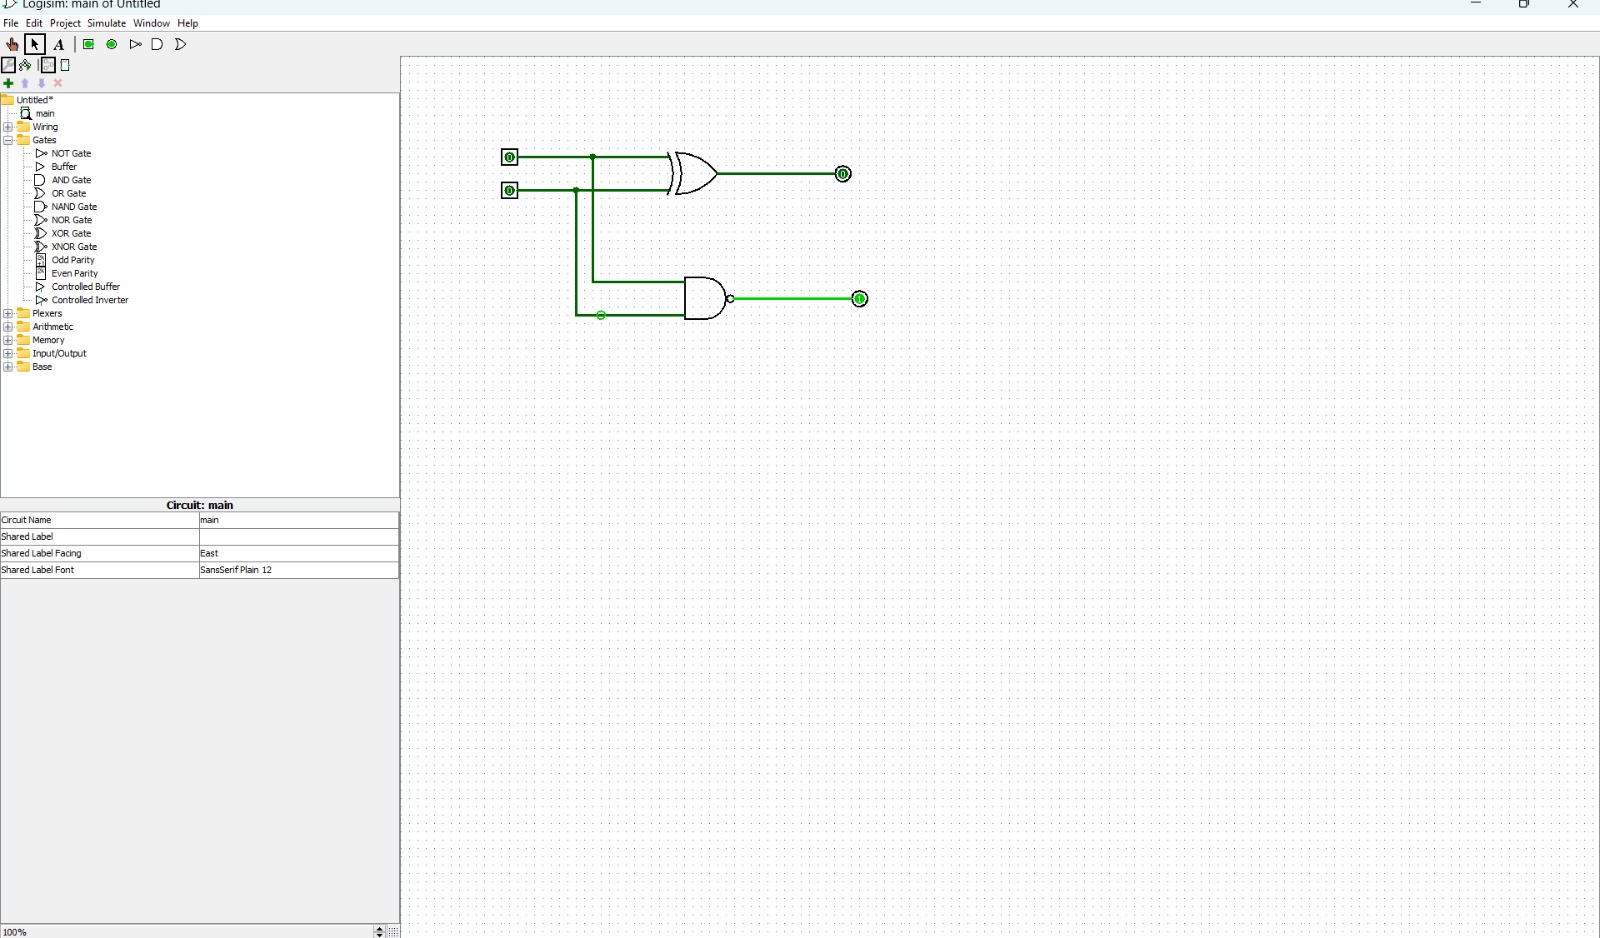 Logisim: main of Untitled
File Edit Project Simulate Window Help
A
Untitled*
main
Wiring
Gates
NOT Gate
Buffer
AND Gate
OR Gate
NAND Gate
NOR Gate
XOR Gate
XNOR Gate
Odd Parity
Even Parity
Controlled Buffer
Controlled Inverter
Plexers
Arithmetic
Memory
Input/Output
Base
Circuit: main
Circuit Name main
Shared Label
Shared Label Facing East
Shared Label Font SansSerif Plain 12
100%
0
0
0
1